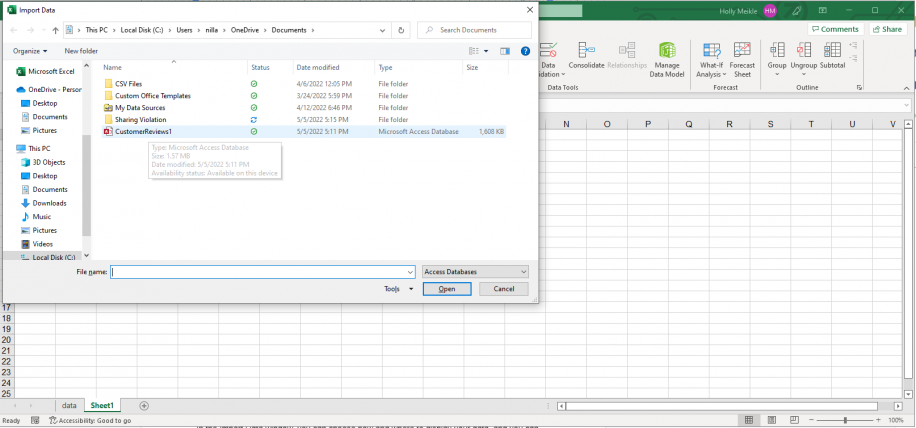 Import Data
Holly Meikle HM
This PC > Local Disk (C:) > Users > nilla > OneDrive > Documents
Search Documents
Comments
Share
Organize
New folder
Consolidate
Relationships
Manage
Data Model
What-If
Analysis
Forecast
Sheet
Group
Ungroup
Subtotal
Data Tools
Forecast
Outline
Name Status Date modified Type Size
Microsoft Excel
OneDrive - Person
Desktop
Documents
Pictures
This PC
3D Objects
Desktop
Documents
Downloads
Music
Pictures
Videos
Local Disk (C:)
CSV Files 4/6/2022 12:05 PM File folder
Custom Office Templates 3/24/2022 5:59 PM File folder
My Data Sources 4/12/2022 6:46 PM File folder
Sharing Violation 5/5/2022 5:15 PM File folder
CustomerReviews1 5/5/2022 5:11 PM Microsoft Access Database 1,608 KB
Type: Microsoft Access Database
Size: 1.57 MB
Date modified: 5/5/2022 5:11 PM
Availability status: Available on this device
N O P Q R S T U V
File name:
Access Databases
Tools
Open
Cancel
17
18
19
20
21
22
23
24
25
data Sheet1
Ready Accessibility: Good to go
100%